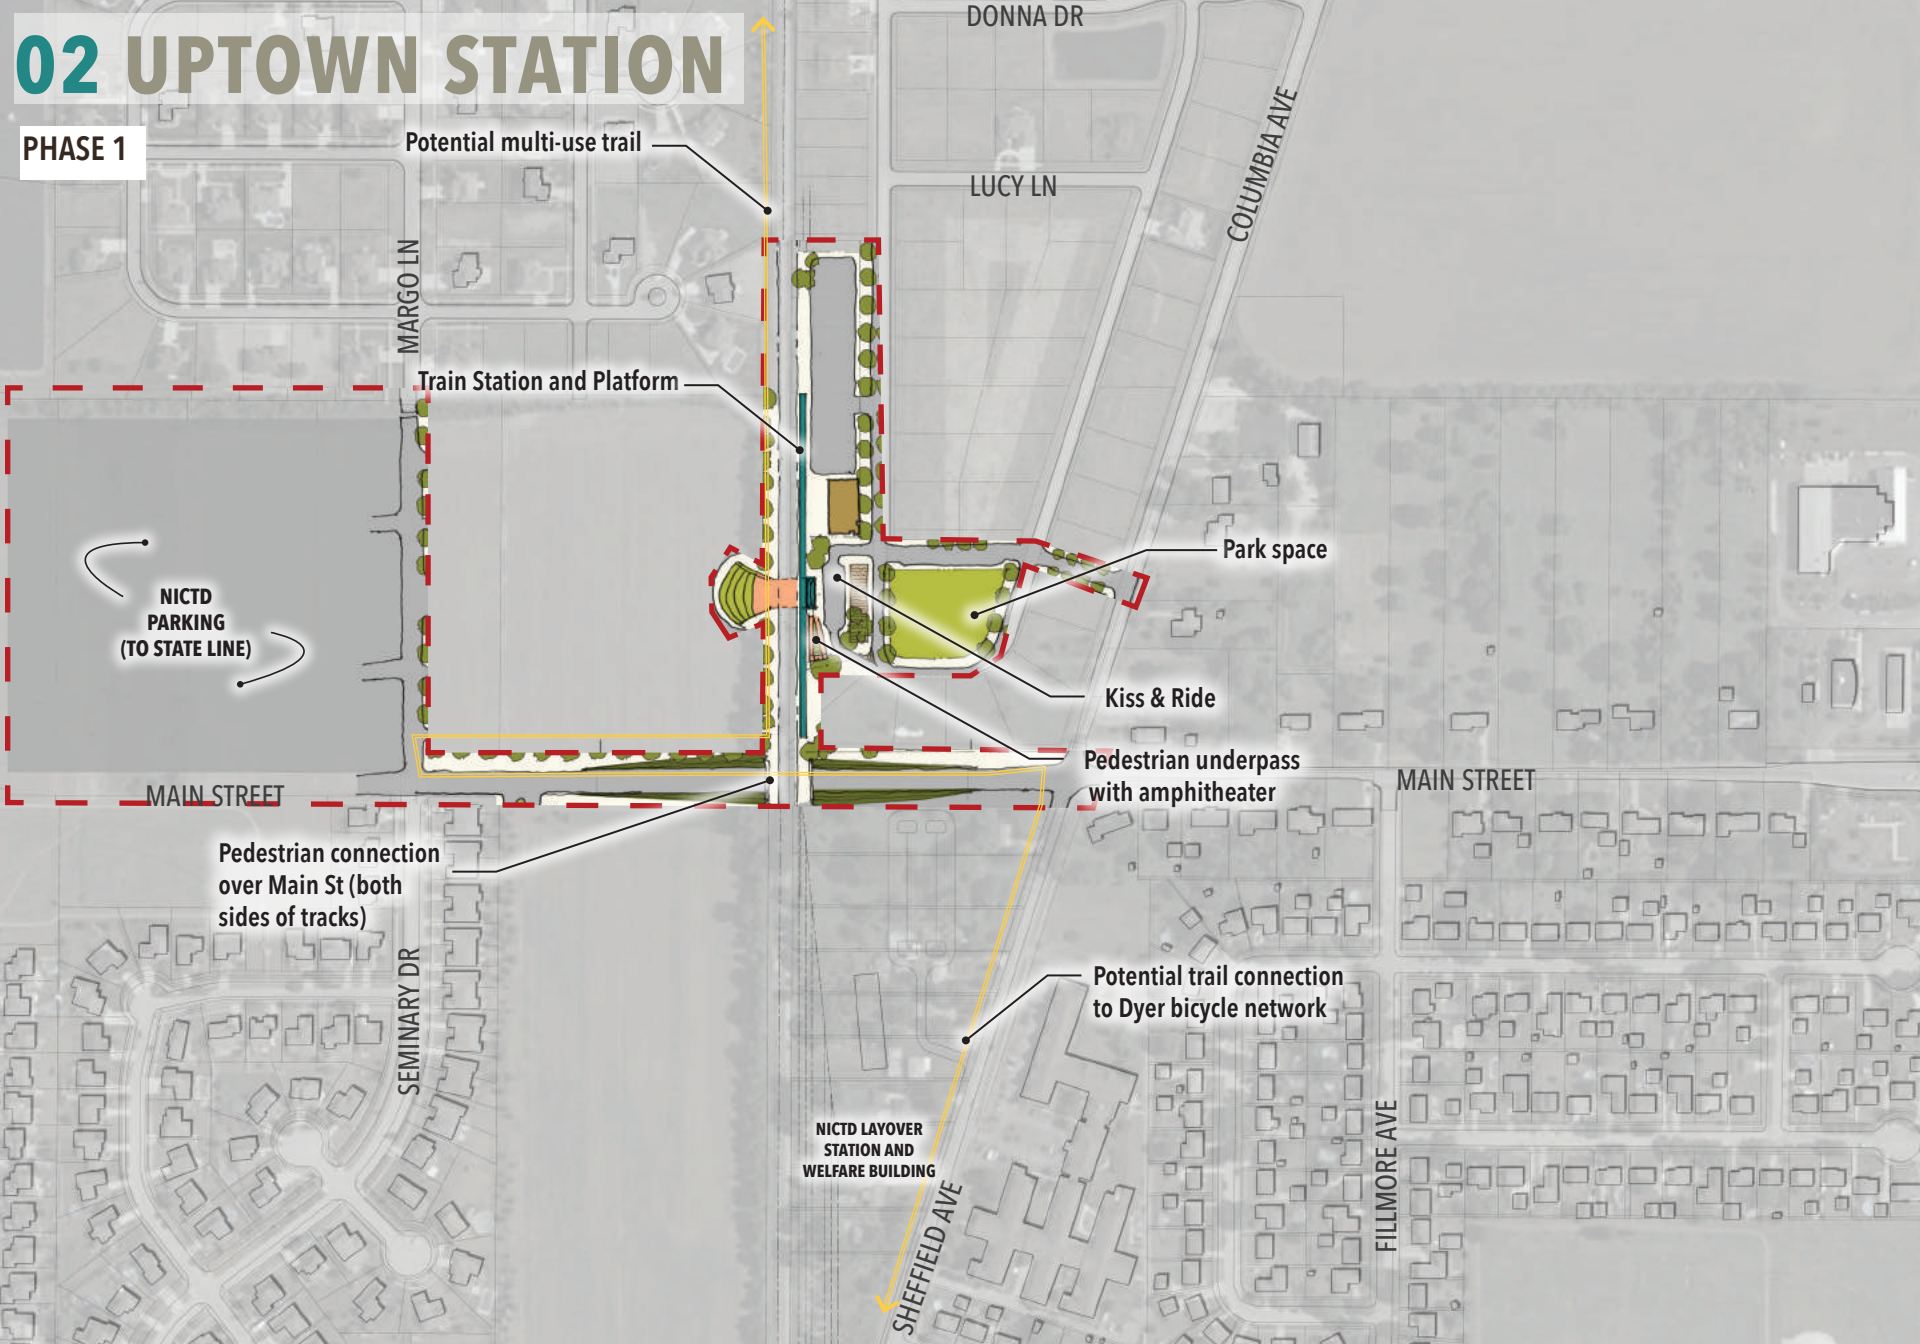 02 UPTOWN STATION
PHASE 1
DONNA DR
Potential multi-use trail
LUCY LN
COLUMBIA AVE
MARGO LN
Train Station and Platform
Park space
NICTD
PARKING
(TO STATE LINE)
Kiss & Ride
Pedestrian underpass
with amphitheater
MAIN STREET
MAIN STREET
Pedestrian connection
over Main St (both
sides of tracks)
SEMINARY DR
Potential trail connection
to Dyer bicycle network
NICTD LAYOVER
STATION AND
WELFARE BUILDING
SHEFFIELD AVE
FILLMORE AVE